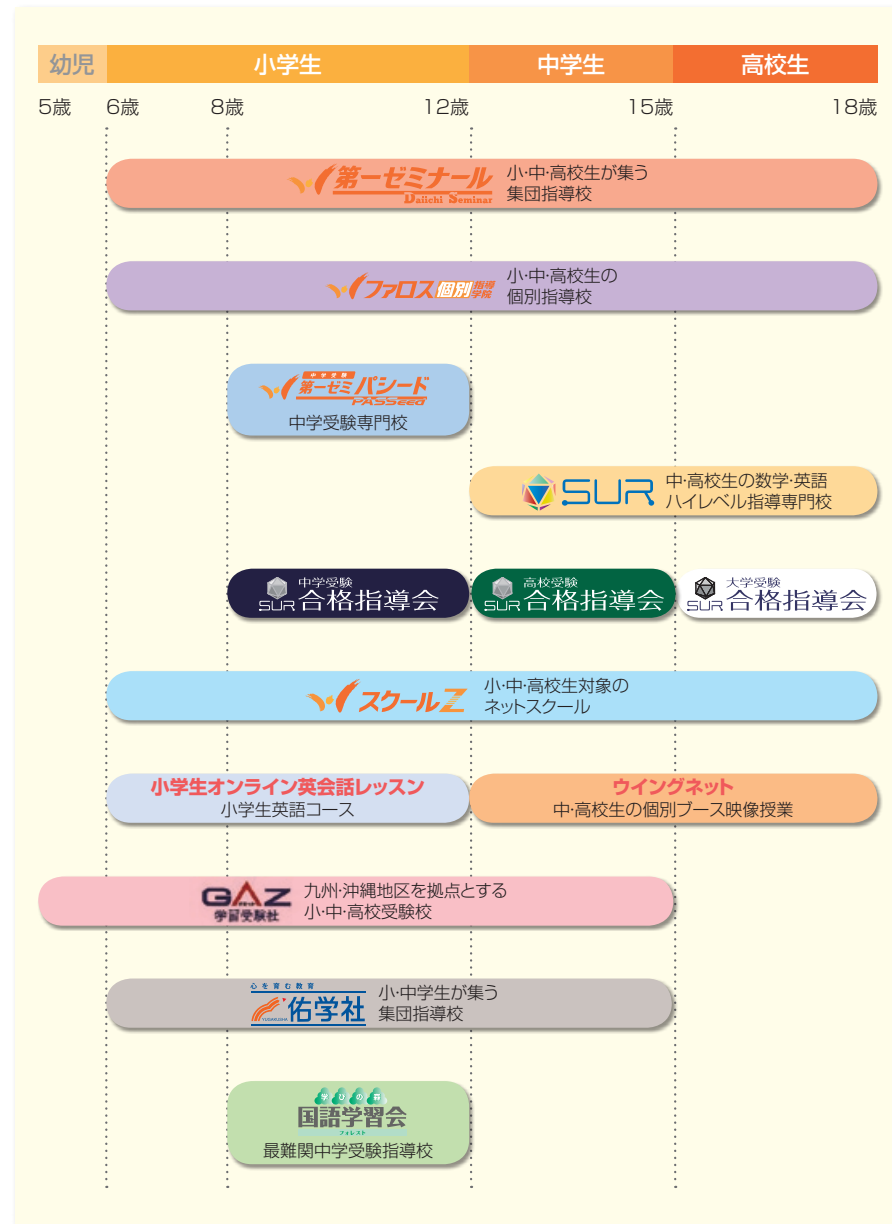 幼児 小学生 中学生 高校生
5歳 6歳 8歳 12歳 15歳 18歳
第一ゼミナール
Daiichi Seminar
小・中・高校生が集う
集団指導校
ファロス個別指導学院
小・中・高校生の
個別指導校
中学受験
第一ゼミパシード
PASSeed
中学受験専門校
SUR
中・高校生の数学・英語
ハイレベル指導専門校
中学受験
SUR 合格指導会
高校受験
SUR 合格指導会
大学受験
SUR 合格指導会
スクールZ
小・中・高校生対象の
ネットスクール
小学生オンライン英会話レッスン
小学生英語コース
ウイングネット
中・高校生の個別ブース映像授業
GAZ
学習受験社
九州・沖縄地区を拠点とする
小・中・高校受験校
心を育む教育
佑学社
YUGAKUSHA
小・中学生が集う
集団指導校
学びの森
国語学習会
フォレスト
最難関中学受験指導校